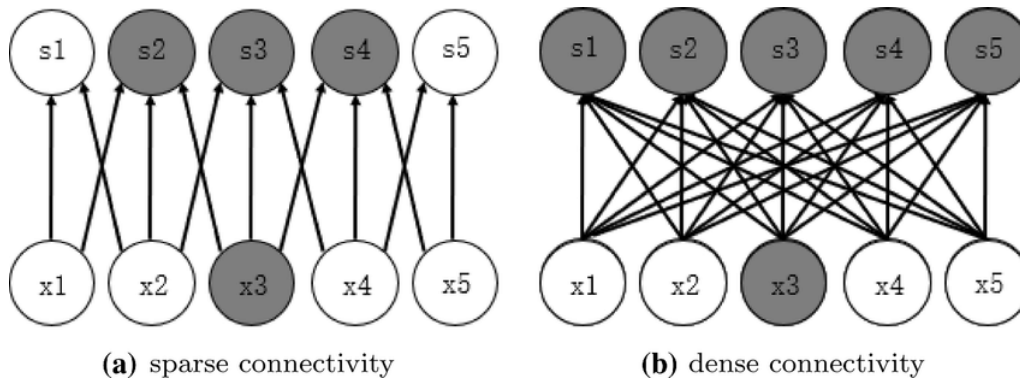 s1 s2 s3 s4 s5 s1 s2 s3 s4 s5
x1 x2 x3 x4 x5 x1 x2 x3 x4 x5
(a) sparse connectivity
(b) dense connectivity